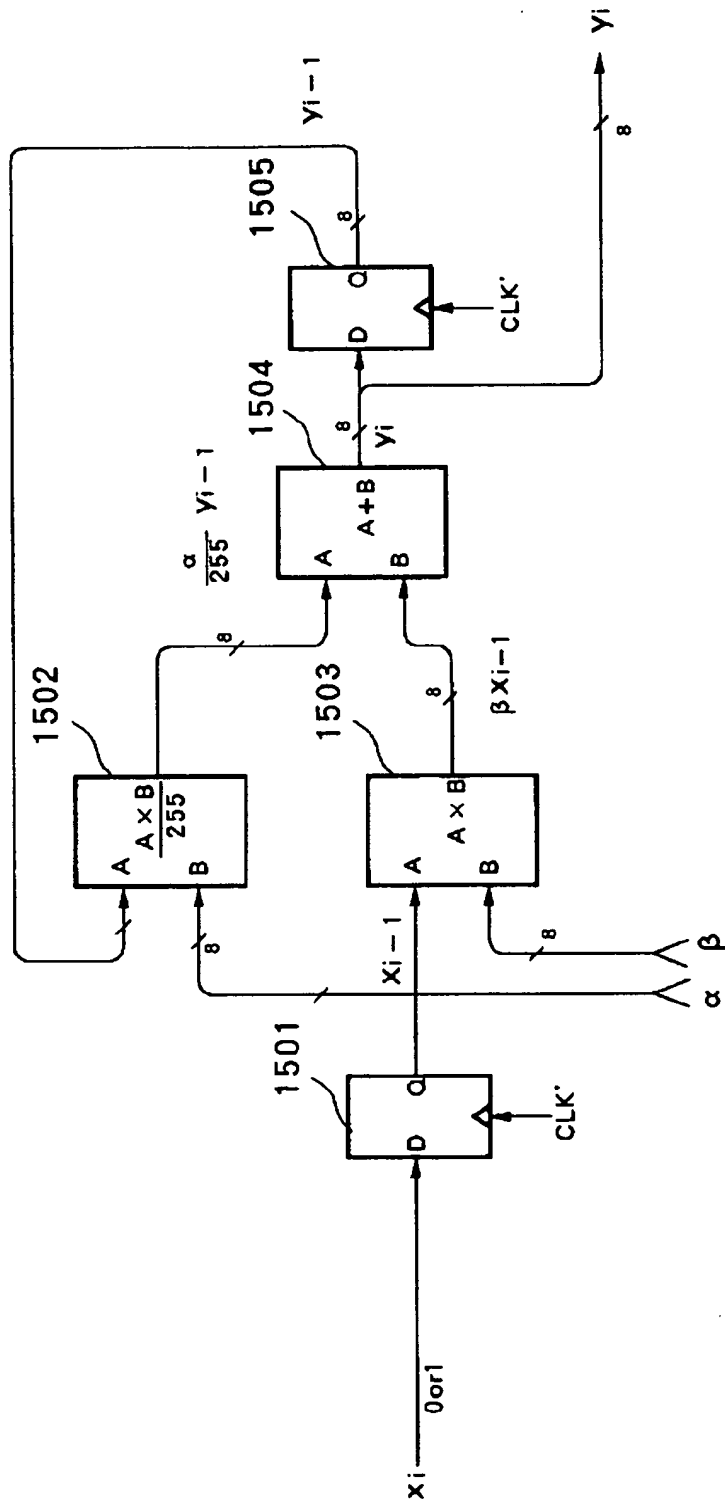 yi-1
1502
A
A × B
255
B
8
8
α
255
yi-1
1504
A
A + B
B
8
yi
1505
D
Q
8
CLK'
1503
A
A × B
B
8
βxi-1
8
xi-1
1501
D
Q
CLK'
xi
0or1
α
β
8
yi